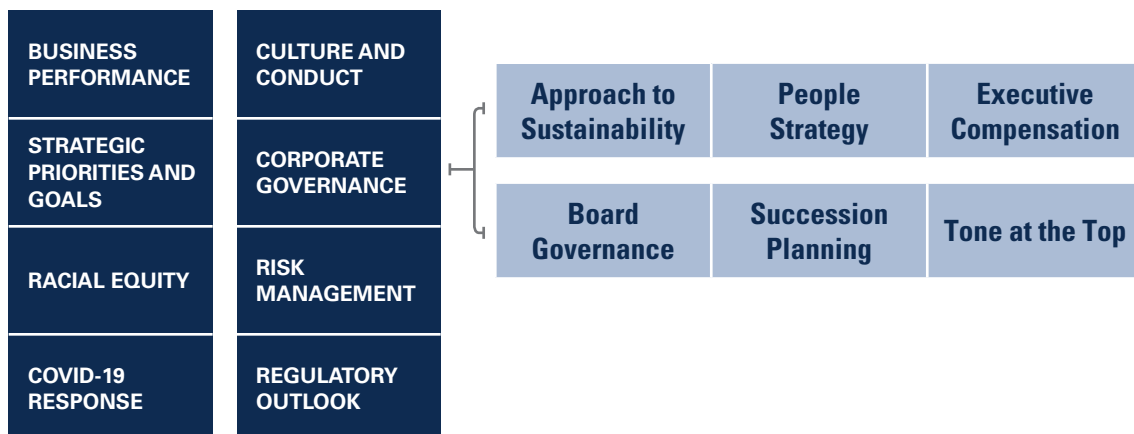 BUSINESS
PERFORMANCE
STRATEGIC
PRIORITIES AND
GOALS
RACIAL EQUITY
COVID-19
RESPONSE
CULTURE AND
CONDUCT
CORPORATE
GOVERNANCE
RISK
MANAGEMENT
REGULATORY
OUTLOOK
Approach to
Sustainability
People
Strategy
Executive
Compensation
Board
Governance
Succession
Planning
Tone at the Top